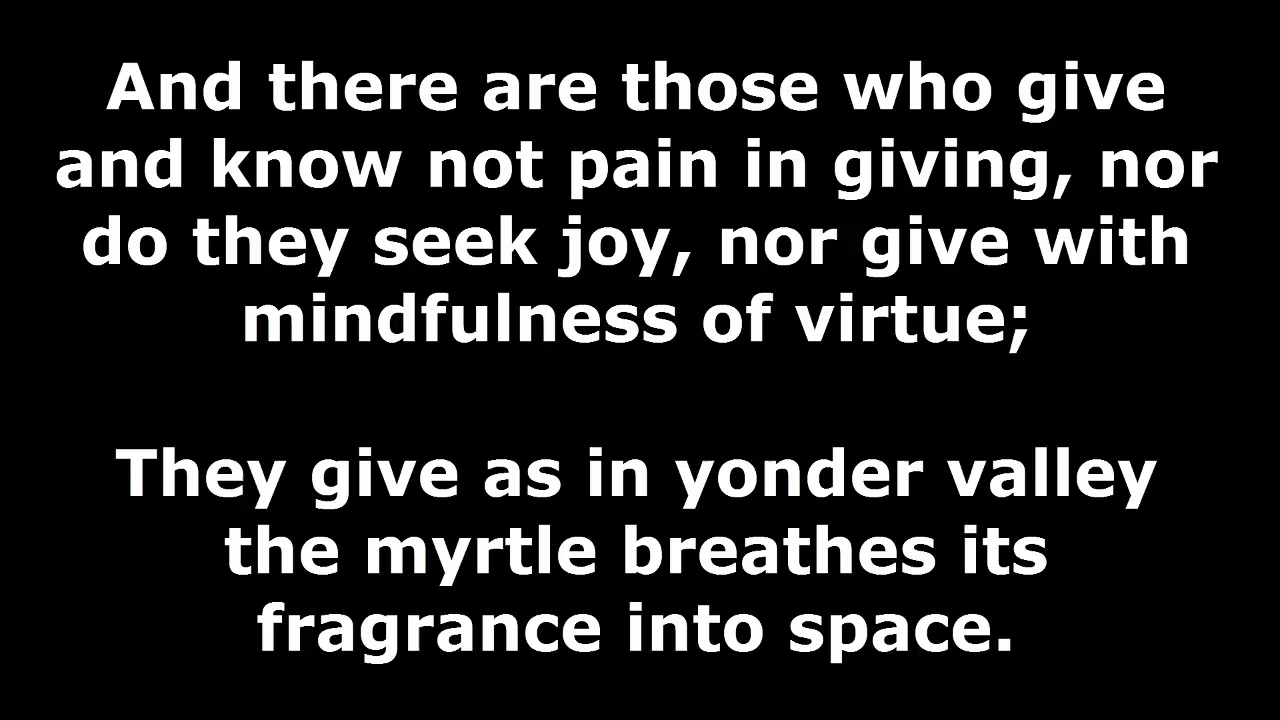 And there are those who give
and know not pain in giving, nor
do they seek joy, nor give with
mindfulness of virtue;
They give as in yonder valley
the myrtle breathes its
fragrance into space.